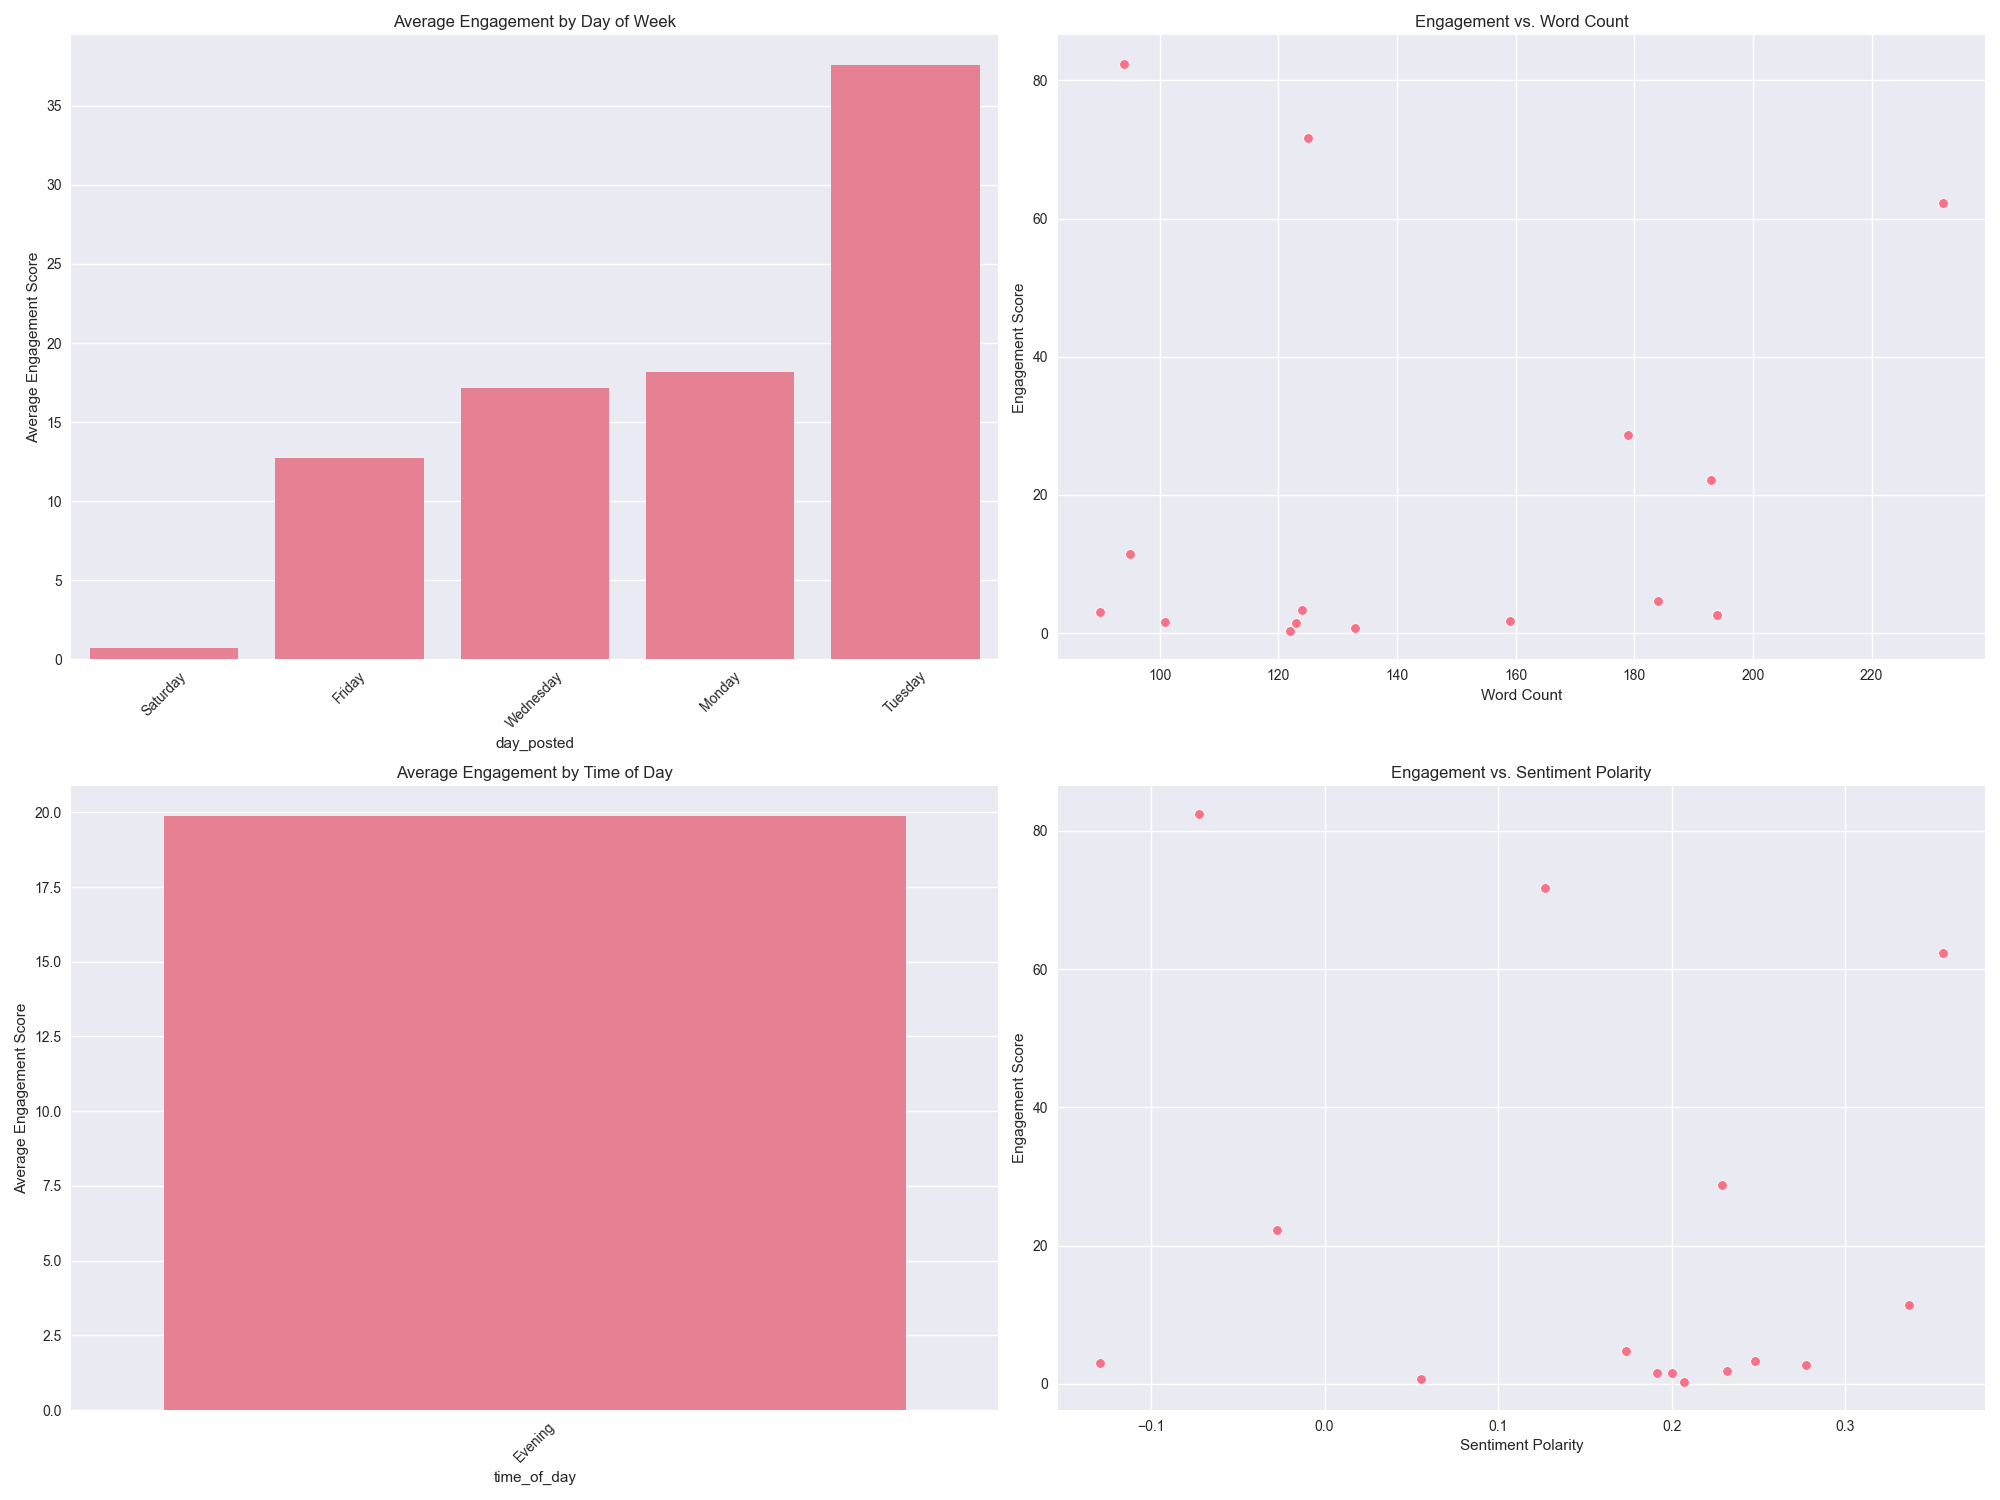 Average Engagement by Day of Week
Average Engagement Score
35
30
25
20
15
10
5
0
Saturday
Friday
Wednesday
Monday
Tuesday
day_posted
Engagement vs. Word Count
Engagement Score
80
60
40
20
0
100
120
140
160
180
200
220
Word Count
Average Engagement by Time of Day
Average Engagement Score
20.0
17.5
15.0
12.5
10.0
7.5
5.0
2.5
0.0
Evening
time_of_day
Engagement vs. Sentiment Polarity
Engagement Score
80
60
40
20
0
−0.1
0.0
0.1
0.2
0.3
Sentiment Polarity